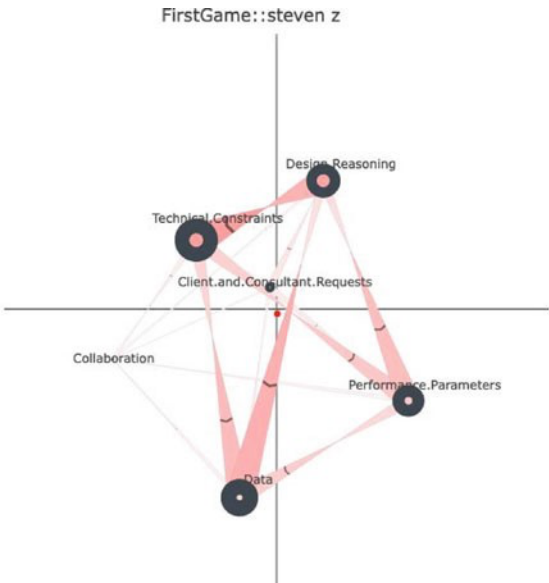 FirstGame::steven z
Design.Reasoning
Technical.Constraints
Client.and.Consultant.Requests
Collaboration
Performance.Parameters
Data